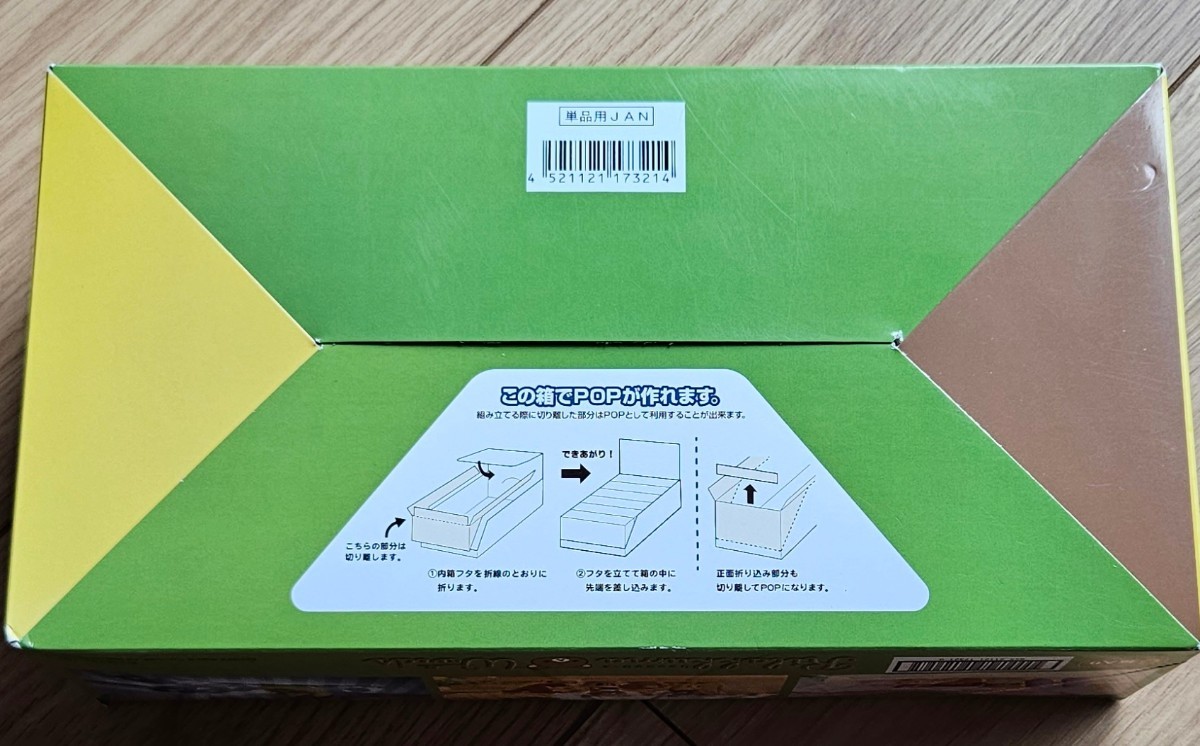 単品用JAN
4 521121 173214
この箱でPOPが作れます。
組み立てる際に切り離した部分はPOPとして利用することが出来ます。
できあがり!
こちらの部分は
切り離します。
①内箱フタを折線のとおりに
折ります。
②フタを立てて箱の中に
先端を差し込みます。
正面折り込み部分も
切り離してPOPになります。